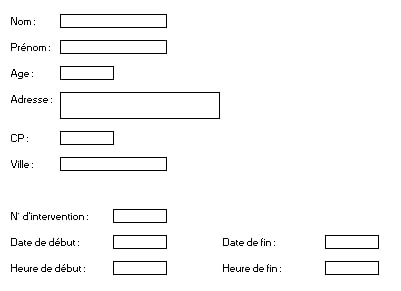 Nom :
Prénom :
Age :
Adresse :
CP :
Ville :
N° d'intervention :
Date de début : Date de fin :
Heure de début : Heure de fin :